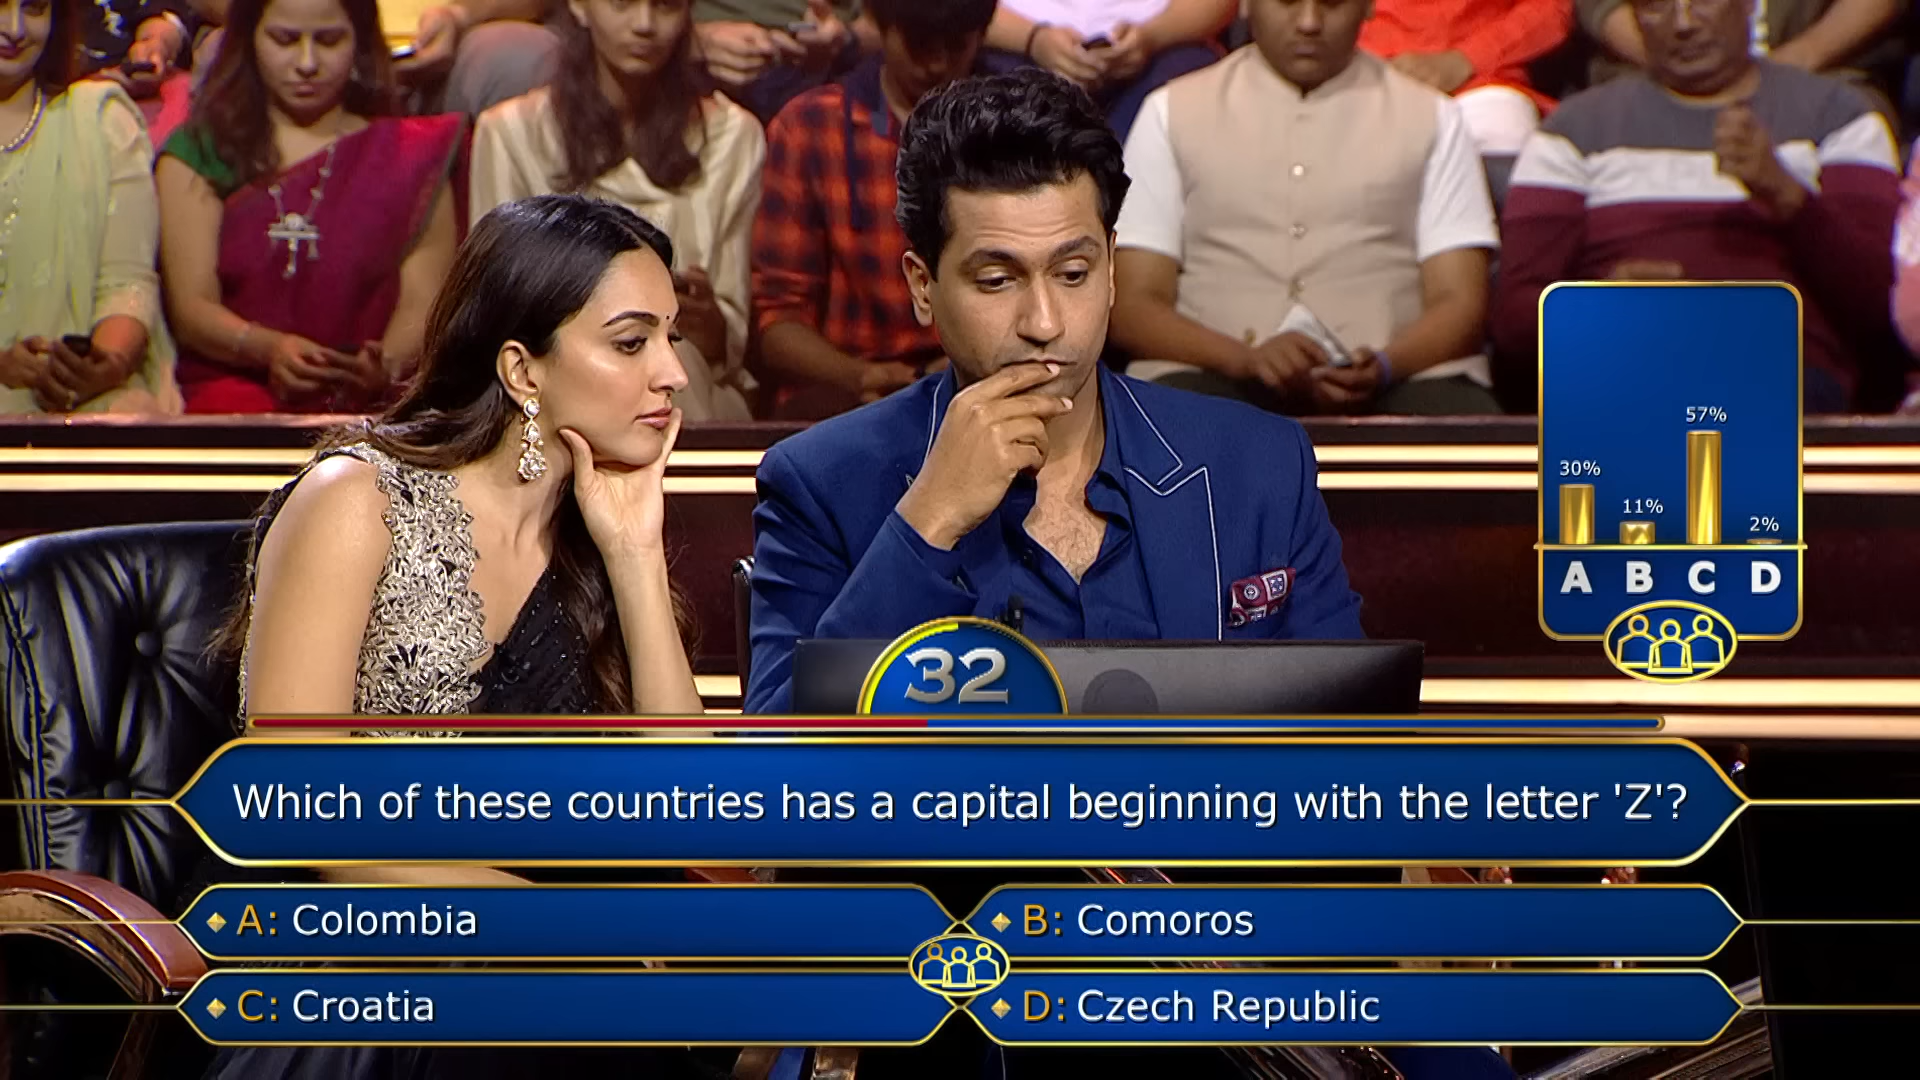 57%
30%
11%
2%
A B C D
32
Which of these countries has a capital beginning with the letter 'Z'?
A: Colombia
B: Comoros
C: Croatia
D: Czech Republic